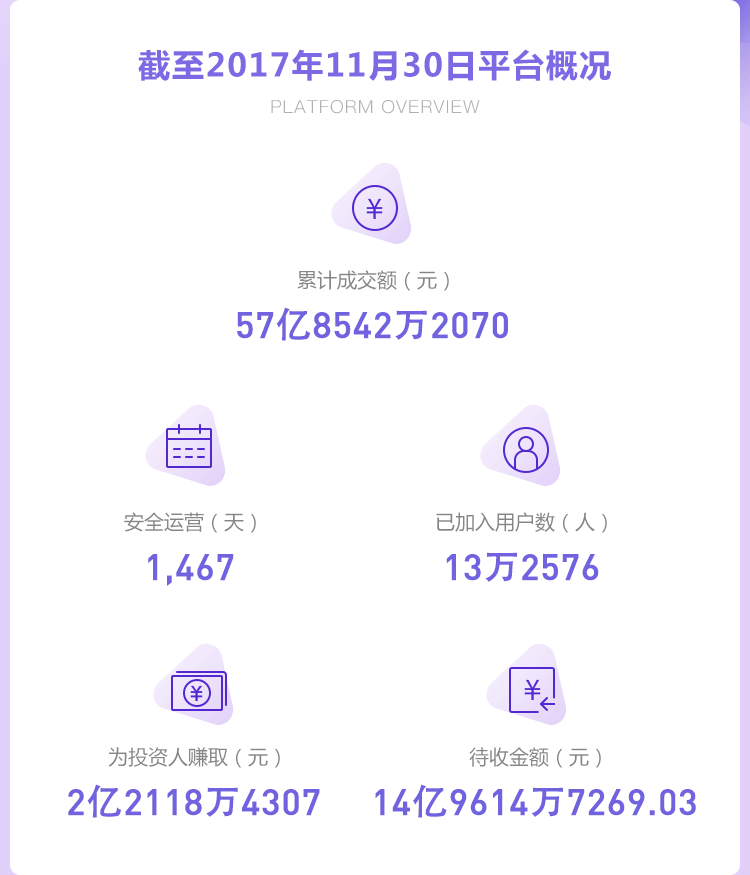 截至2017年11月30日平台概况
PLATFORM OVERVIEW
¥
累计成交额（元）
57亿8542万2070
安全运营（天）
1,467
已加入用户数（人）
13万2576
¥
为投资人赚取（元）
2亿2118万4307
¥
待收金额（元）
14亿9614万7269.03